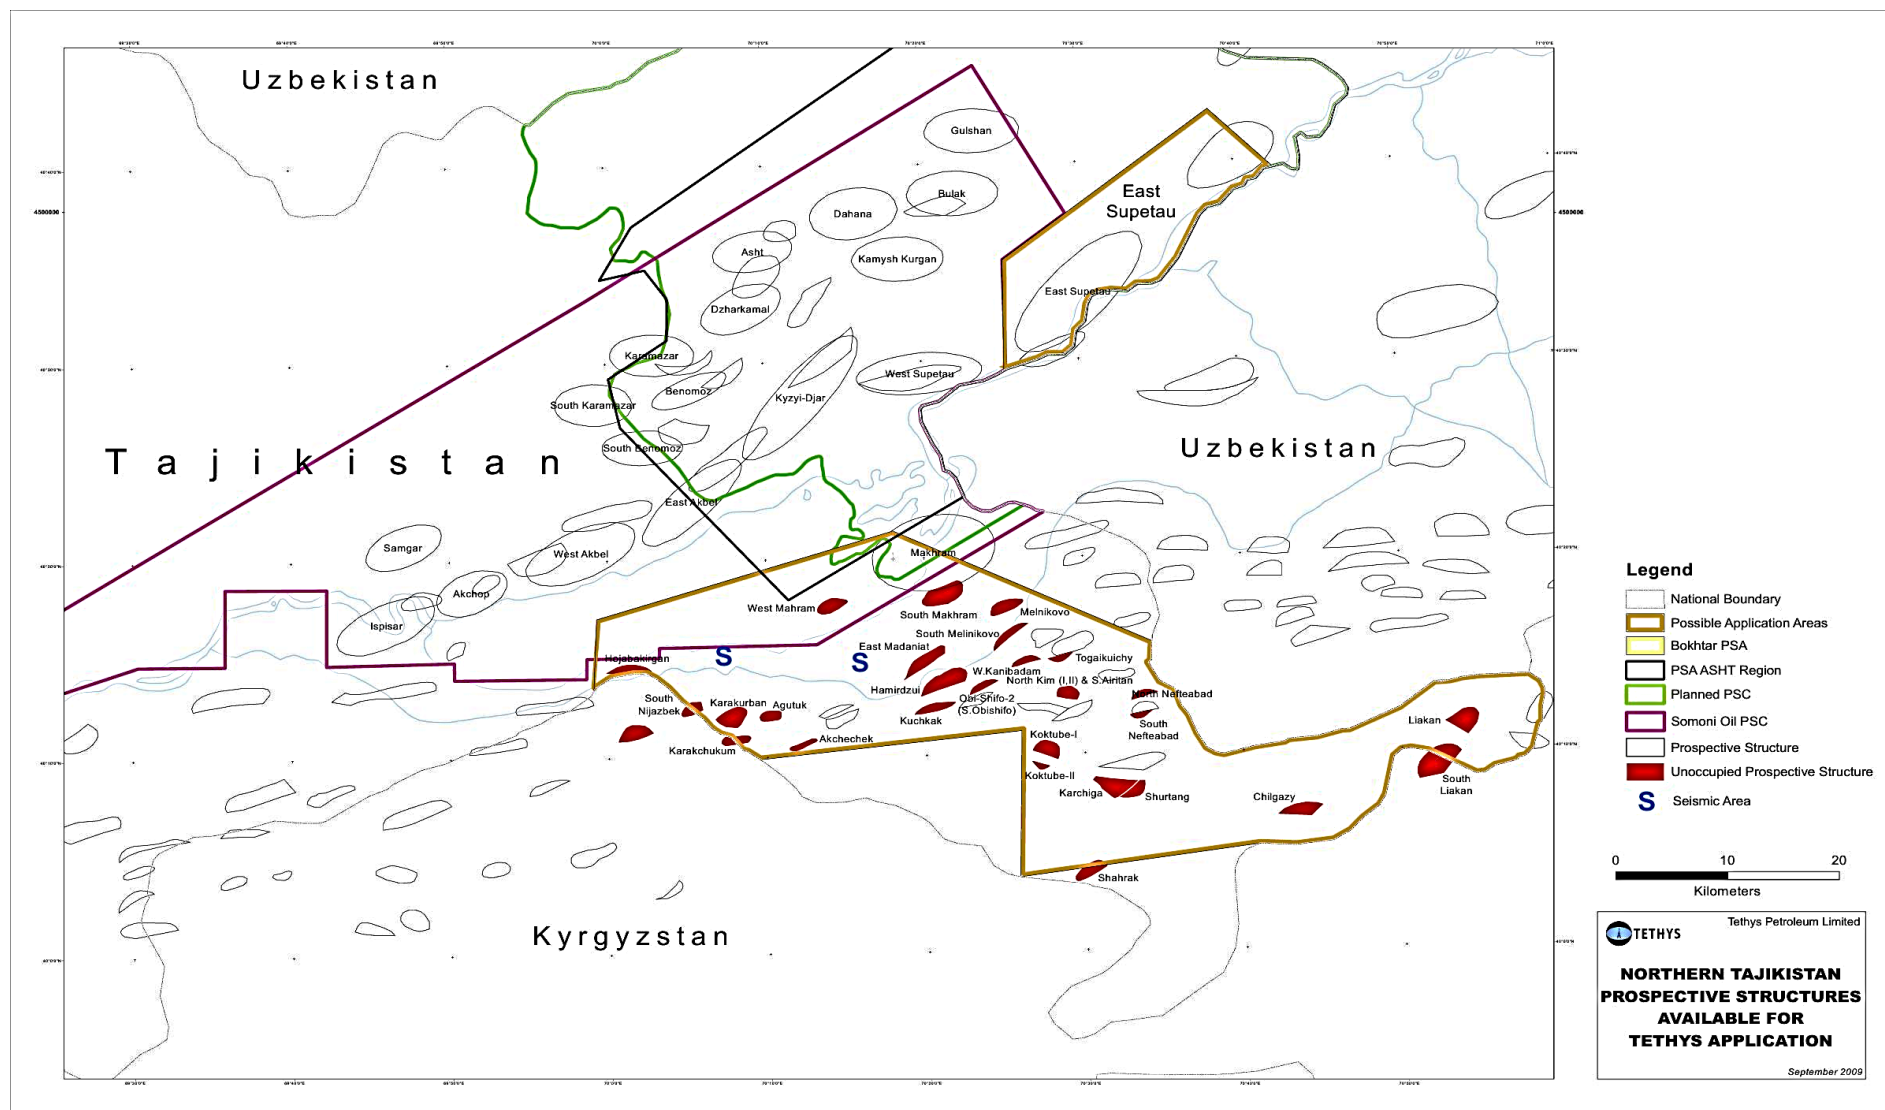 Uzbekistan
Gulshan
Bulak
East
Supetau
Dahana
Asht
Kamysh Kurgan
East Supetau
Dzharkamal
Karamazar
West Supetau
Benomoz
Kyzyi-Djar
South Karamazar
South Benomoz
Uzbekistan
Tajikistan
East Akbel
Samgar
West Akbel
Makhram
Akchop
Ispisar
West Mahram
South Makhram
Melnikovo
South Melinikovo
East Madaniat
Hojabakirgan
S
S
Togaikuychy
W.Kanibadam
North Kim (I,II) & S.Airitan
Hamirdzui
Obi-Shifo-2
(S.Obishifo)
North Nefteabad
South
Nijazbek
Karakurban
Agutuk
Kuchkak
South
Nefteabad
Liakan
Akchechek
Karakchukum
Koktube-I
Koktube-II
Karchiga
Shurtang
Chilgazy
South
Liakan
Shahrak
Kyrgyzstan
4500000
4500000
Legend
National Boundary
Possible Application Areas
Bokhtar PSA
PSA ASHT Region
Planned PSC
Somoni Oil PSC
Prospective Structure
Unoccupied Prospective Structure
S Seismic Area
0 10 20
Kilometers
Tethys Petroleum Limited
TETHYS
NORTHERN TAJIKISTAN
PROSPECTIVE STRUCTURES
AVAILABLE FOR
TETHYS APPLICATION
September 2009